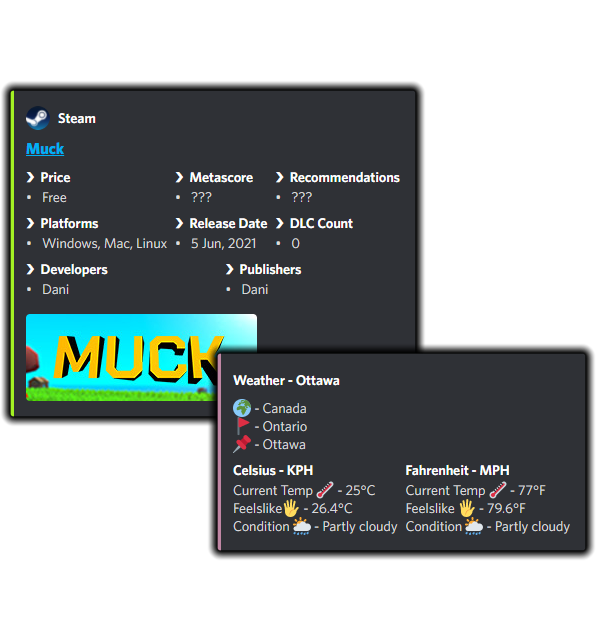 Steam
Muck
❯ Price ❯ Metascore ❯ Recommendations
• Free • ??? • ???
❯ Platforms ❯ Release Date ❯ DLC Count
• Windows, Mac, Linux • 5 Jun, 2021 • 0
❯ Developers ❯ Publishers
• Dani • Dani
MUCK
Weather - Ottawa
- Canada
- Ontario
- Ottawa
Celsius - KPH Fahrenheit - MPH
Current Temp 🌡️ - 25°C Current Temp 🌡️ - 77°F
Feelslike🖐️ - 26.4°C Feelslike 🖐️ - 79.6°F
Condition 🌦️ - Partly cloudy Condition 🌦️ - Partly cloudy